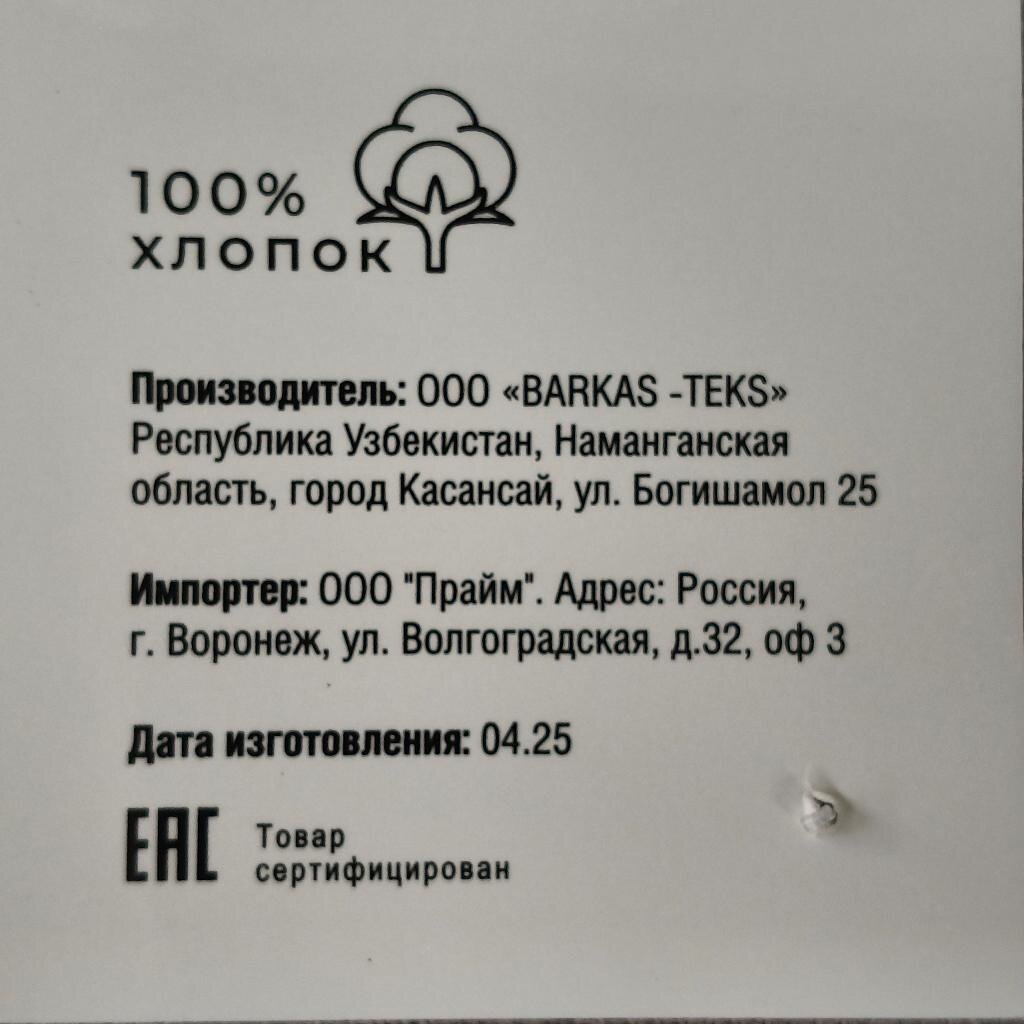 100%
ХЛОПОК
Производитель: ООО «BARKAS -TEKS»
Республика Узбекистан, Наманганская
область, город Касансай, ул. Богишамол 25
Импортер: ООО "Прайм". Адрес: Россия,
г. Воронеж, ул. Волгоградская, д.32, оф 3
Дата изготовления: 04.25
EAC
Товар
сертифицирован